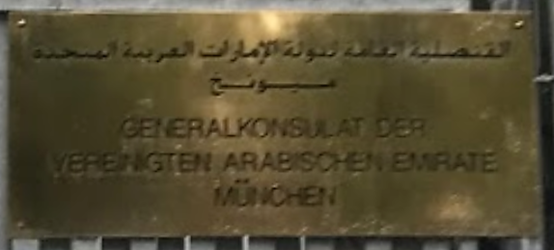 القنصلية العامة لدولة الإمارات العربية المتحدة
ميونخ
GENERALKONSULAT DER
VEREINIGTEN ARABISCHEN EMIRATE
MÜNCHEN